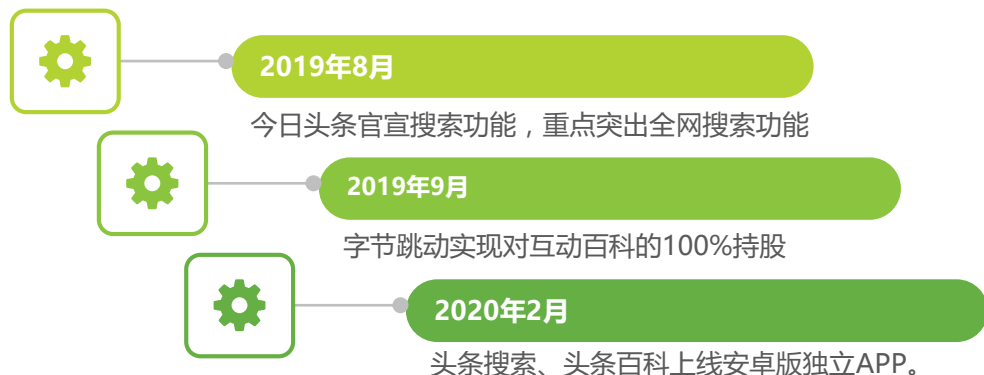 2019年8月
今日头条官宣搜索功能，重点突出全网搜索功能
2019年9月
字节跳动实现对互动百科的100%持股
2020年2月
头条搜索、头条百科上线安卓版独立APP。